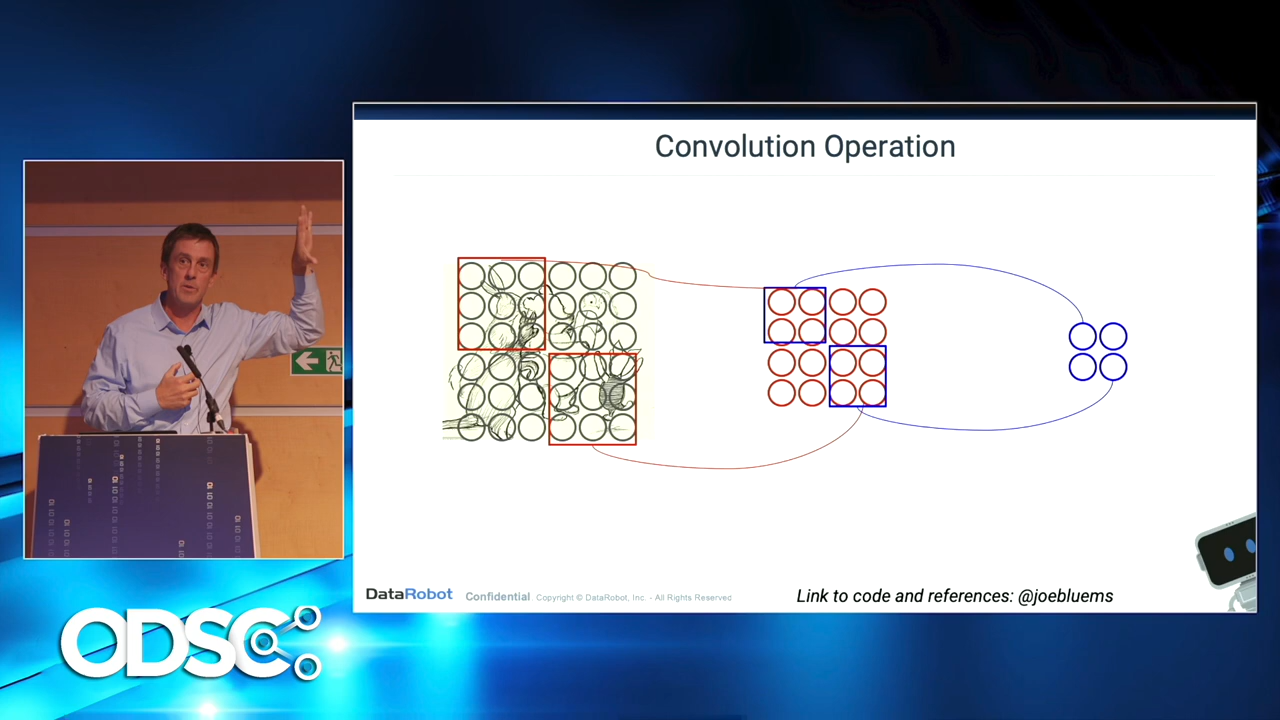 Convolution Operation
DataRobot Confidential Copyright © DataRobot, Inc. - All Rights Reserved
Link to code and references: @joebluems
ODSC